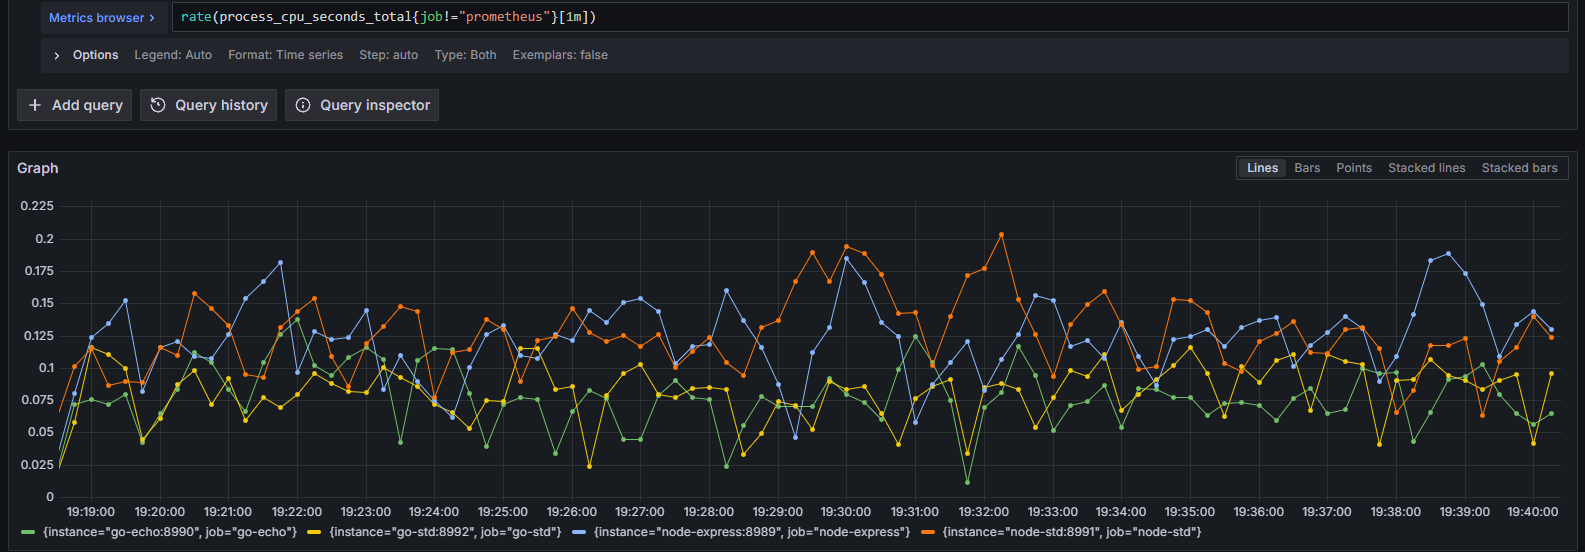 Metrics browser > rate(process_cpu_seconds_total{job!="prometheus"}[1m])
> Options Legend: Auto Format: Time series Step: auto Type: Both Exemplars: false
+ Add query Query history Query inspector
Graph Lines Bars Points Stacked lines Stacked bars
0.225
0.2
0.175
0.15
0.125
0.1
0.075
0.05
0.025
0
19:19:00 19:20:00 19:21:00 19:22:00 19:23:00 19:24:00 19:25:00 19:26:00 19:27:00 19:28:00 19:29:00 19:30:00 19:31:00 19:32:00 19:33:00 19:34:00 19:35:00 19:36:00 19:37:00 19:38:00 19:39:00 19:40:00
{instance="go-echo:8990", job="go-echo"} {instance="go-std:8992", job="go-std"} {instance="node-express:8989", job="node-express"} {instance="node-std:8991", job="node-std"}